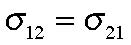 σ₁₂ = σ₂₁